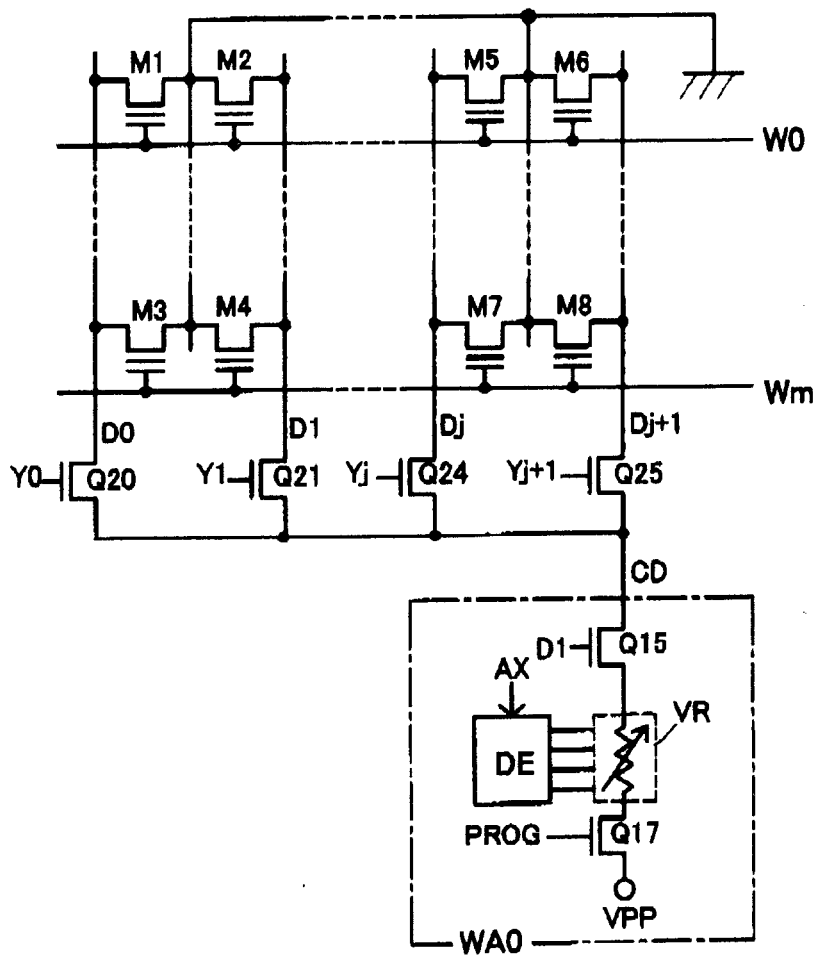 M1 M2 M5 M6
W0
M3 M4 M7 M8
Wm
D0 D1 Dj Dj+1
Y0 Q20 Y1 Q21 Yj Q24 Yj+1 Q25
CD
D1 Q15
AX
VR
DE
PROG Q17
VPP
WA0